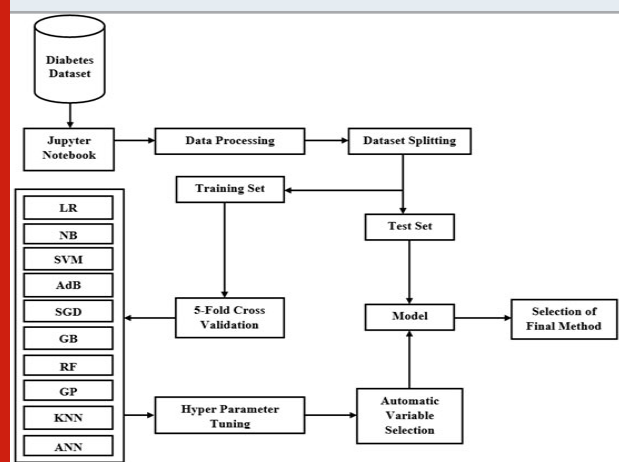 Diabetes
Dataset
Jupyter
Notebook
Data Processing
Dataset Splitting
Training Set
Test Set
LR
NB
SVM
AdB
SGD
GB
RF
GP
KNN
ANN
5-Fold Cross
Validation
Model
Selection of
Final Method
Hyper Parameter
Tuning
Automatic
Variable
Selection